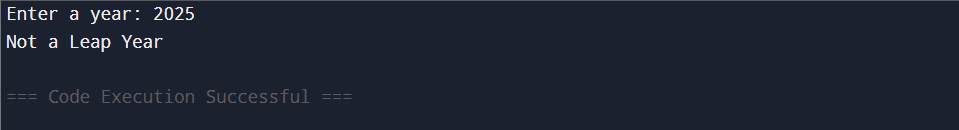 Enter a year: 2025
Not a Leap Year
=== Code Execution Successful ===